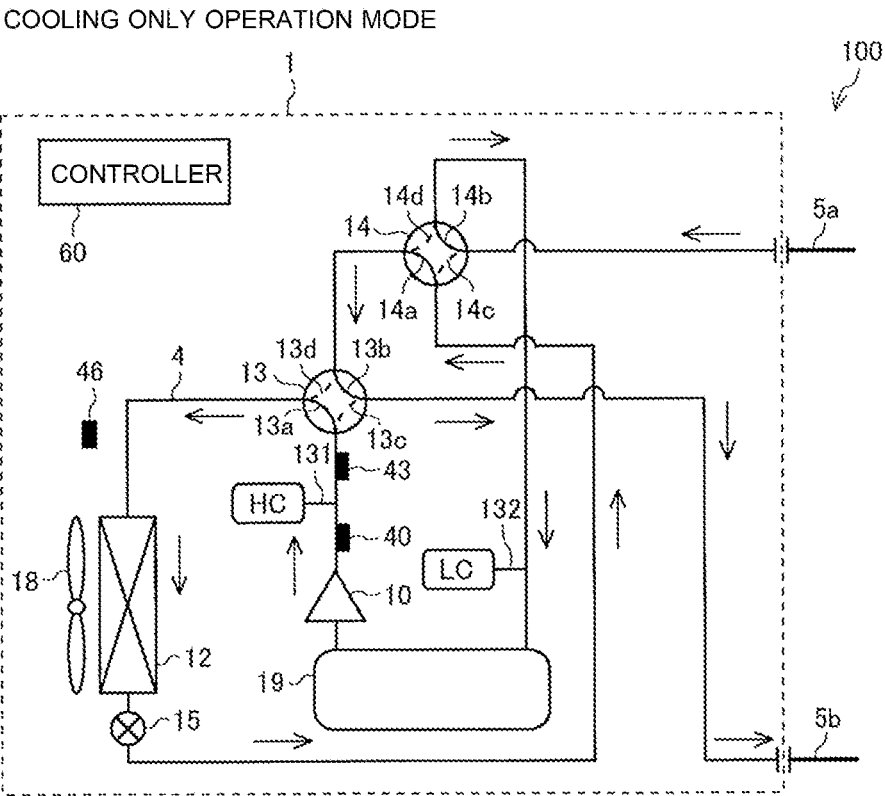 COOLING ONLY OPERATION MODE
100
1
CONTROLLER
60
14d
14b
14
5a
14a
14c
13d
13b
13
4
46
13a
13c
131
43
HC
132
40
LC
10
18
12
19
15
5b